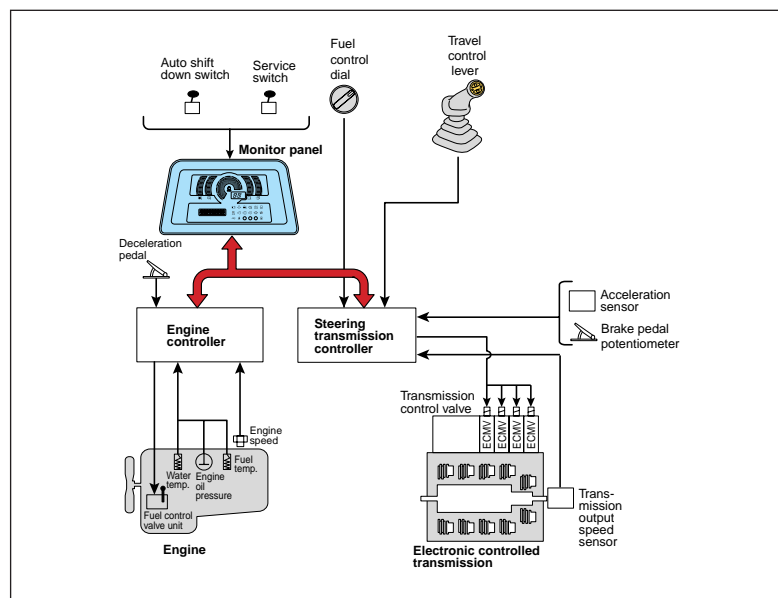 Auto shift
down switch
Service
switch
Fuel
control
dial
Travel
control
lever
Monitor panel
Deceleration
pedal
Engine
controller
Steering
transmission
controller
Acceleration
sensor
Brake pedal
potentiometer
Transmission
control valve
ECMV
ECMV
ECMV
ECMV
Engine
speed
Water
temp.
Engine
oil
pressure
Fuel
temp.
Fuel control
valve unit
Engine
Trans-
mission
output
speed
sensor
Electronic controlled
transmission